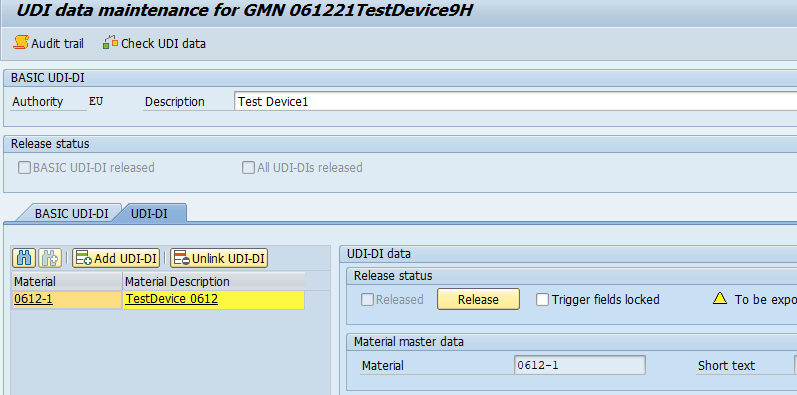 UDI data maintenance for GMN 061221TestDevice9H
Audit trail Check UDI data
BASIC UDI-DI
Authority EU Description Test Device1
Release status
BASIC UDI-DI released All UDI-DIs released
BASIC UDI-DI UDI-DI
Add UDI-DI Unlink UDI-DI
Material Material Description
0612-1 TestDevice 0612
UDI-DI data
Release status
Released Release Trigger fields locked To be expo
Material master data
Material 0612-1 Short text